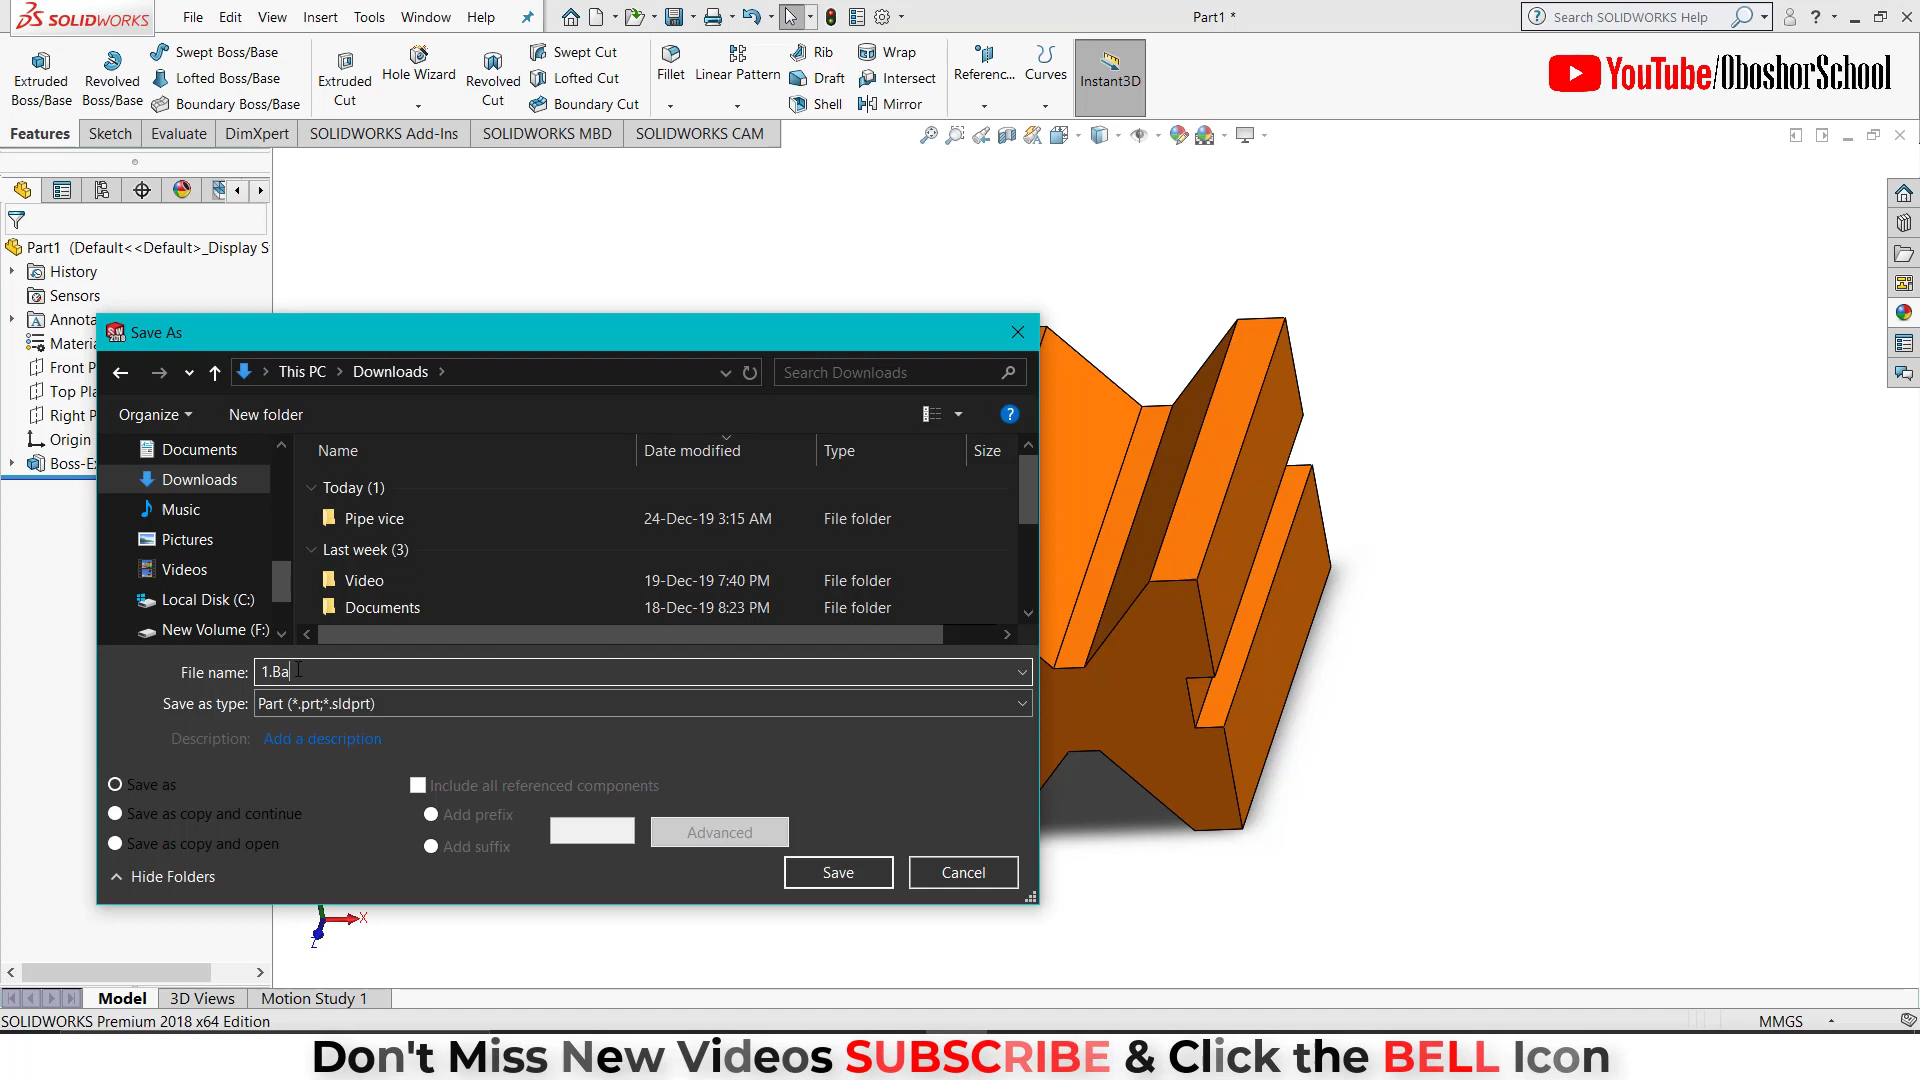 SOLIDWORKS
File Edit View Insert Tools Window Help
Part1 *
Search SOLIDWORKS Help
Extruded Boss/Base
Revolved Boss/Base
Swept Boss/Base
Lofted Boss/Base
Boundary Boss/Base
Extruded Cut
Hole Wizard
Revolved Cut
Swept Cut
Lofted Cut
Boundary Cut
Fillet
Linear Pattern
Rib
Draft
Shell
Wrap
Intersect
Mirror
Referenc...
Curves
Instant3D
YouTube/OboshorSchool
Features Sketch Evaluate DimXpert SOLIDWORKS Add-Ins SOLIDWORKS MBD SOLIDWORKS CAM
Part1 (Default<<Default>_Display S
History
Sensors
Annota
Materia
Front P
Top Pla
Right P
Origin
Boss-Ex
Save As
This PC > Downloads >
Search Downloads
Organize New folder
Documents
Downloads
Music
Pictures
Videos
Local Disk (C:)
New Volume (F:)
Name Date modified Type Size
Today (1)
Pipe vice 24-Dec-19 3:15 AM File folder
Last week (3)
Video 19-Dec-19 7:40 PM File folder
Documents 18-Dec-19 8:23 PM File folder
File name: 1.Ba
Save as type: Part (*.prt;*.sldprt)
Description: Add a description
Save as
Save as copy and continue
Save as copy and open
Include all referenced components
Add prefix
Add suffix
Advanced
Hide Folders
Save Cancel
X
Z
Model 3D Views Motion Study 1
SOLIDWORKS Premium 2018 x64 Edition
MMGS
Don't Miss New Videos SUBSCRIBE & Click the BELL Icon